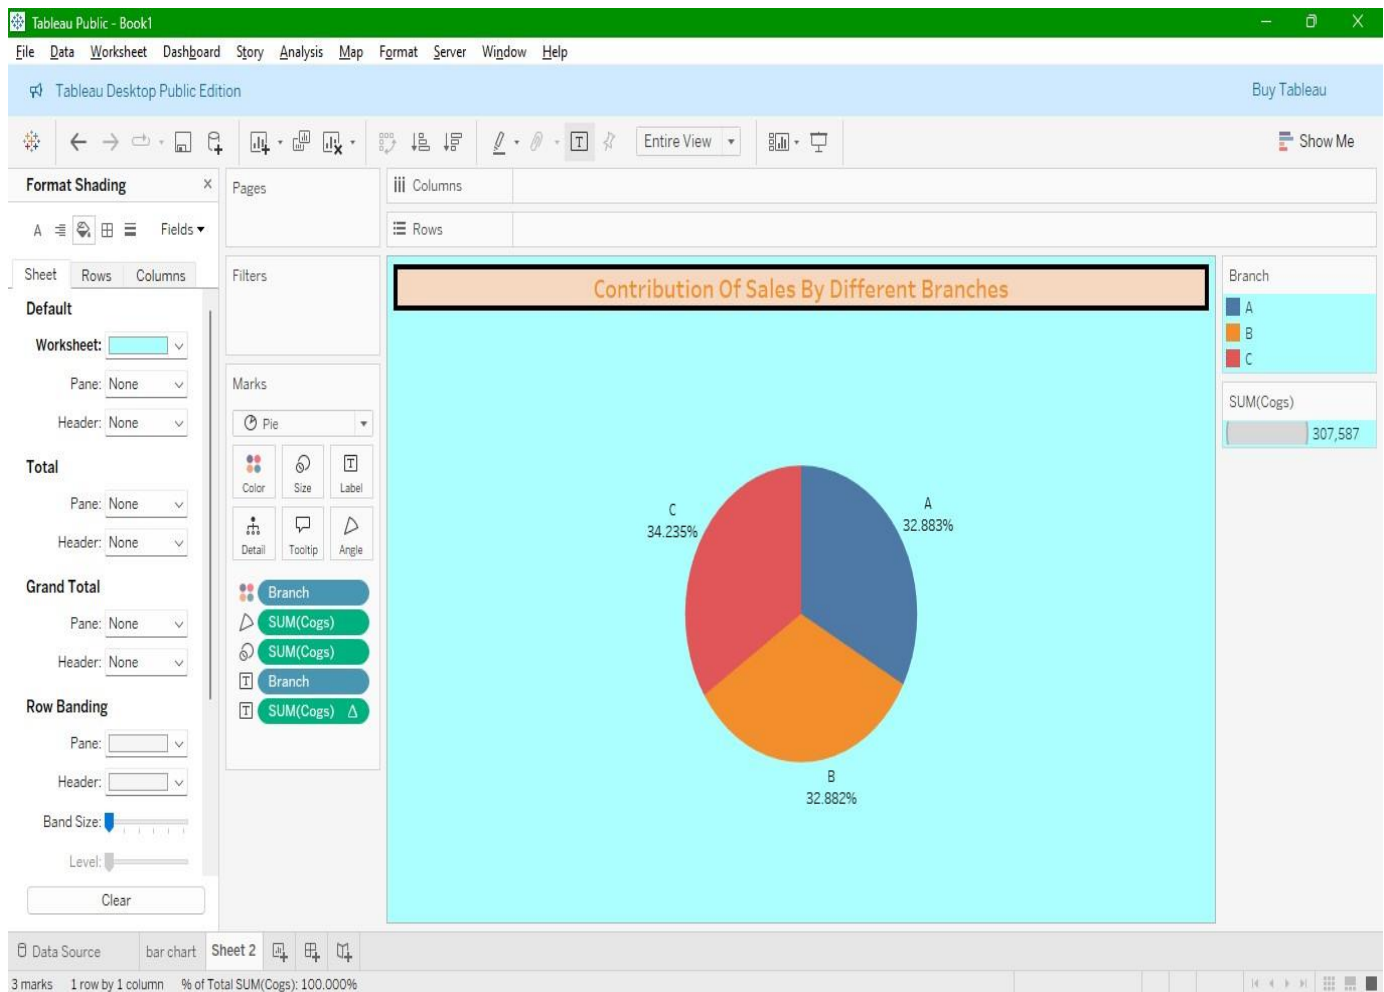 Tableau Public - Book1
File Data Worksheet Dashboard Story Analysis Map Format Server Window Help
Tableau Desktop Public Edition
Buy Tableau
T
Entire View
Show Me
Format Shading
×
A
Fields
Sheet Rows Columns
Default
Worksheet:
Pane: None
Header: None
Total
Pane: None
Header: None
Grand Total
Pane: None
Header: None
Row Banding
Pane:
Header:
Band Size:
Level:
Clear
Pages
Filters
Marks
Pie
Color Size Label
Detail Tooltip Angle
Branch
SUM(Cogs)
SUM(Cogs)
Branch
SUM(Cogs) Δ
Columns
Rows
Contribution Of Sales By Different Branches
C
34.235%
A
32.883%
B
32.882%
Branch
A
B
C
SUM(Cogs)
307,587
Data Source bar chart Sheet 2
3 marks 1 row by 1 column % of Total SUM(Cogs): 100.000%